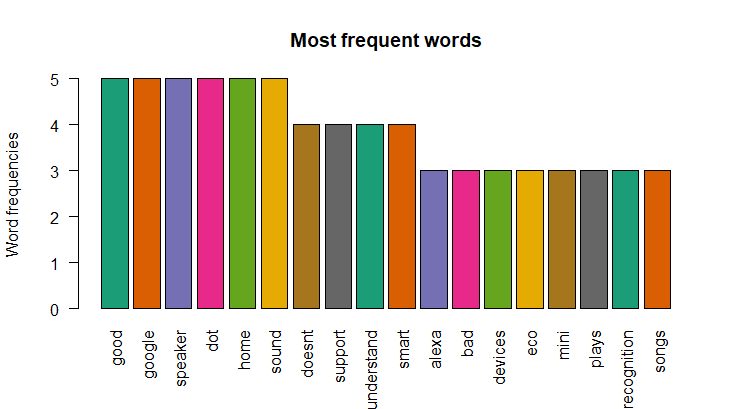 Most frequent words
Word frequencies
5
4
3
2
1
0
good
google
speaker
dot
home
sound
doesnt
support
understand
smart
alexa
bad
devices
eco
mini
plays
recognition
songs